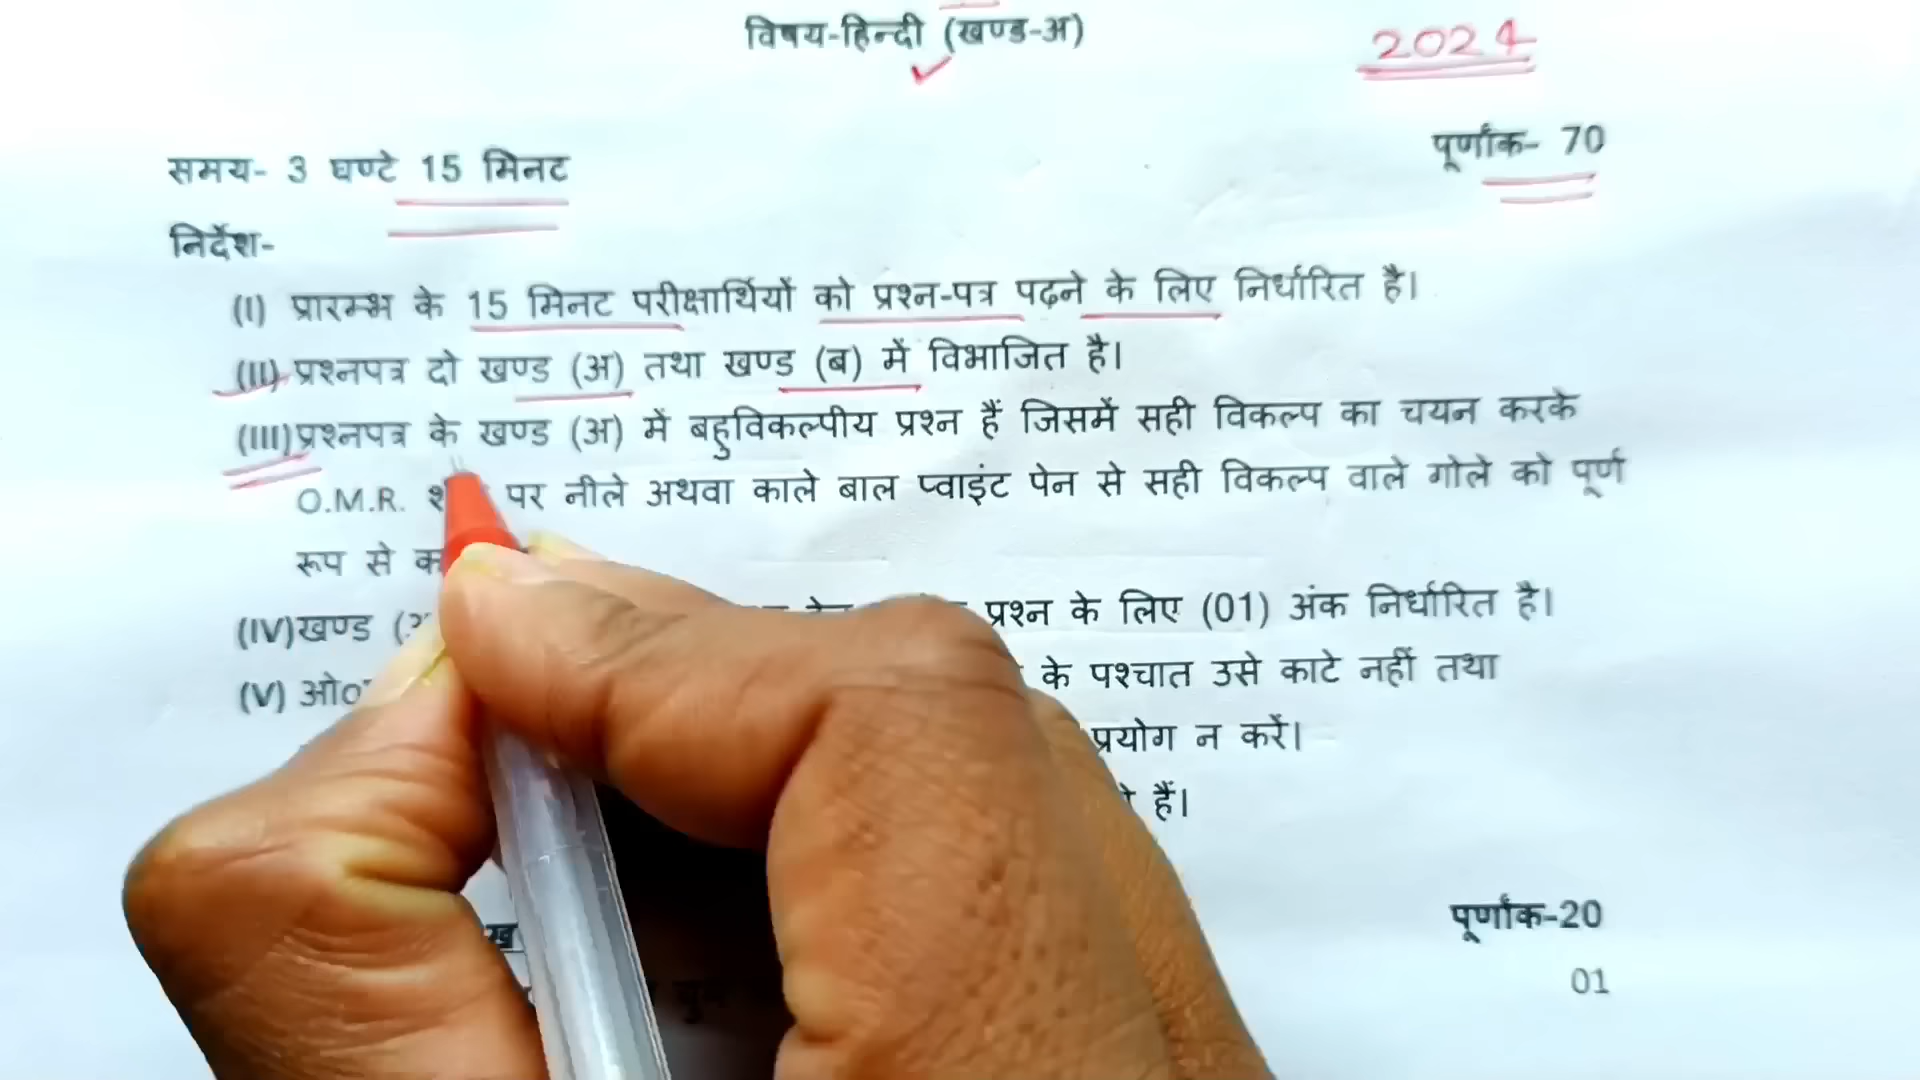 विषय-हिन्दी (खण्ड-अ)
2024
पूर्णांक- 70
समय- 3 घण्टे 15 मिनट
निर्देश-
(I) प्रारम्भ के 15 मिनट परीक्षार्थियों को प्रश्न-पत्र पढ़ने के लिए निर्धारित है।
(II) प्रश्नपत्र दो खण्ड (अ) तथा खण्ड (ब) में विभाजित है।
(III)प्रश्नपत्र के खण्ड (अ) में बहुविकल्पीय प्रश्न हैं जिसमें सही विकल्प का चयन करके
O.M.R. पर नीले अथवा काले बाल प्वाइंट पेन से सही विकल्प वाले गोले को पूर्ण
रूप से
(IV)खण्ड प्रश्न के लिए (01) अंक निर्धारित है।
(V) के पश्चात उसे काटे नहीं तथा
प्रयोग न करें।
हैं।
पूर्णांक-20
01